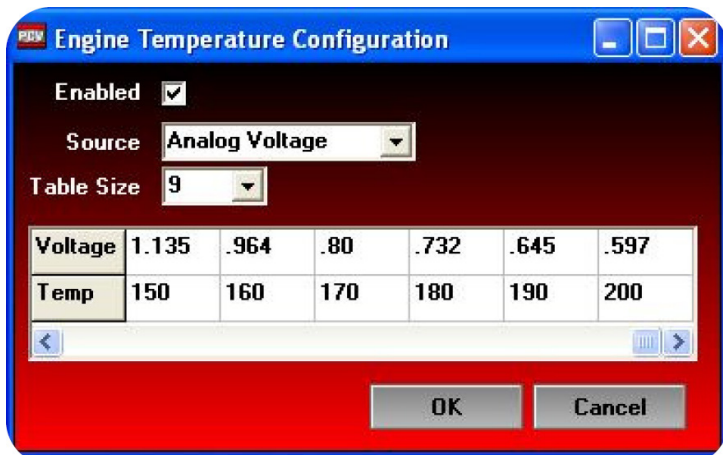 PCV Engine Temperature Configuration
Enabled
Source Analog Voltage
Table Size 9
Voltage 1.135 .964 .80 .732 .645 .597
Temp 150 160 170 180 190 200
OK Cancel